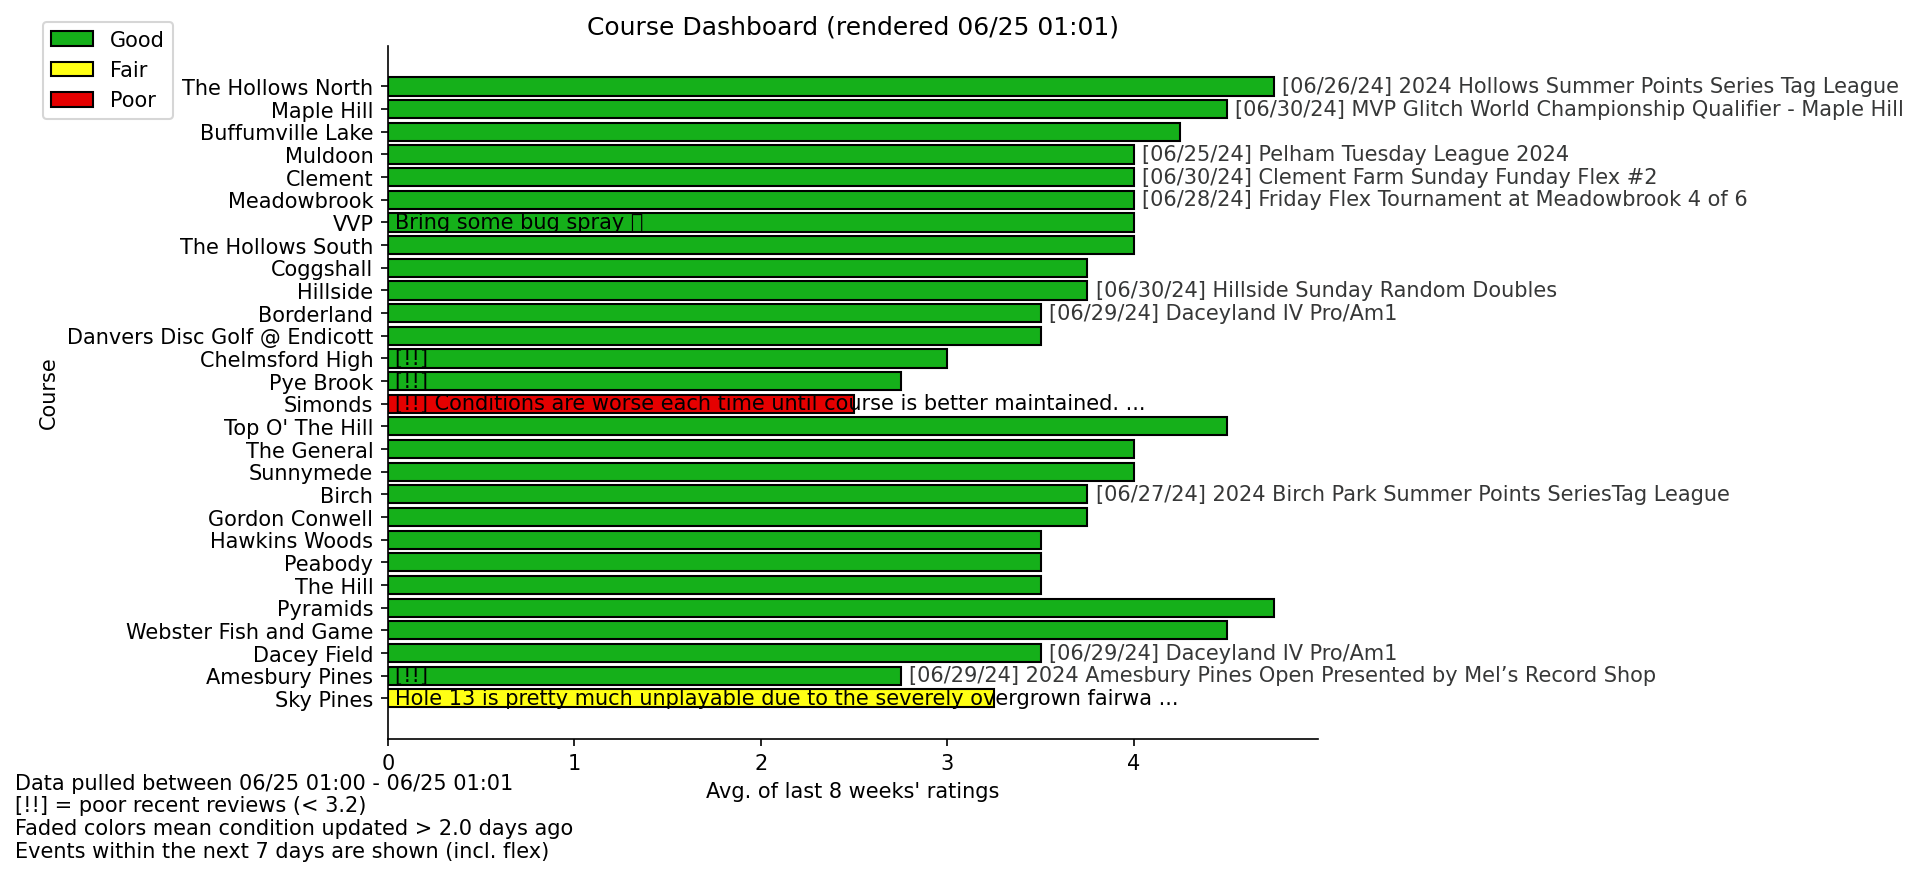 Course Dashboard (rendered 06/25 01:01)
Good
Fair
Poor
The Hollows North [06/26/24] 2024 Hollows Summer Points Series Tag League
Maple Hill [06/30/24] MVP Glitch World Championship Qualifier - Maple Hill
Buffumville Lake
Muldoon [06/25/24] Pelham Tuesday League 2024
Clement [06/30/24] Clement Farm Sunday Funday Flex #2
Meadowbrook [06/28/24] Friday Flex Tournament at Meadowbrook 4 of 6
VVP Bring some bug spray
The Hollows South
Coggshall
Hillside [06/30/24] Hillside Sunday Random Doubles
Borderland [06/29/24] Daceyland IV Pro/Am1
Danvers Disc Golf @ Endicott
Chelmsford High [!!]
Pye Brook [!!]
Simonds [!!] Conditions are worse each time until course is better maintained. ...
Top O' The Hill
The General
Sunnymede
Birch [06/27/24] 2024 Birch Park Summer Points SeriesTag League
Gordon Conwell
Hawkins Woods
Peabody
The Hill
Pyramids
Webster Fish and Game
Dacey Field [06/29/24] Daceyland IV Pro/Am1
Amesbury Pines [!!] [06/29/24] 2024 Amesbury Pines Open Presented by Mel’s Record Shop
Sky Pines Hole 13 is pretty much unplayable due to the severely overgrown fairwa ...
Course
0 1 2 3 4
Avg. of last 8 weeks' ratings
Data pulled between 06/25 01:00 - 06/25 01:01
[!!] = poor recent reviews (< 3.2)
Faded colors mean condition updated > 2.0 days ago
Events within the next 7 days are shown (incl. flex)